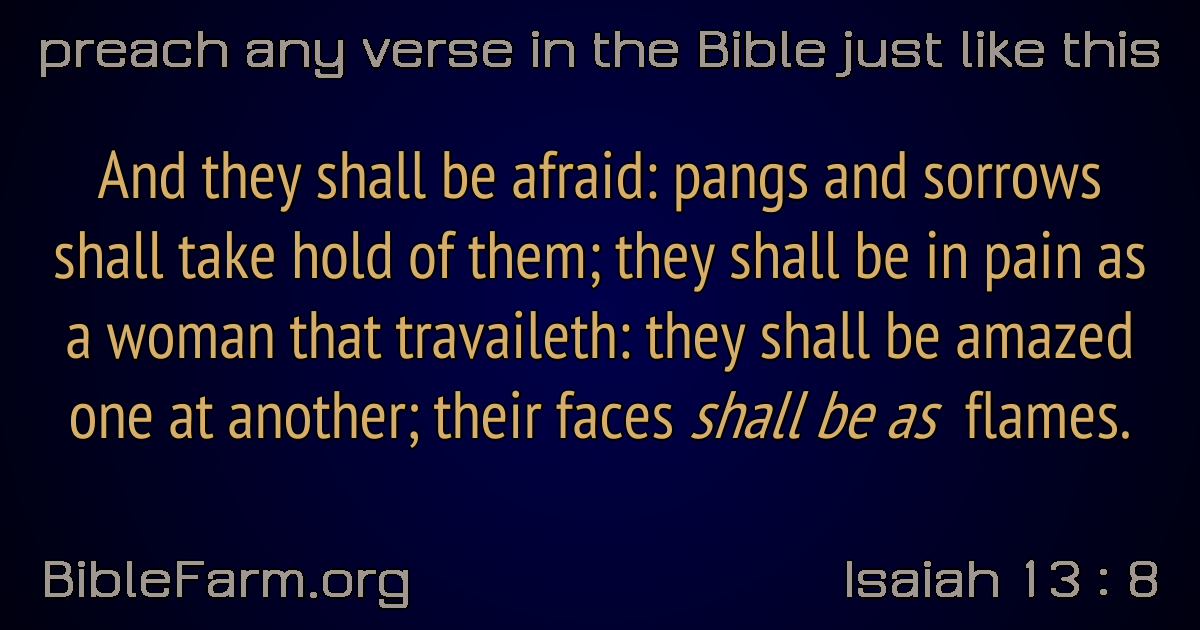 preach any verse in the Bible just like this
And they shall be afraid: pangs and sorrows
shall take hold of them; they shall be in pain as
a woman that travaileth: they shall be amazed
one at another; their faces shall be as flames.
BibleFarm.org
Isaiah 13 : 8